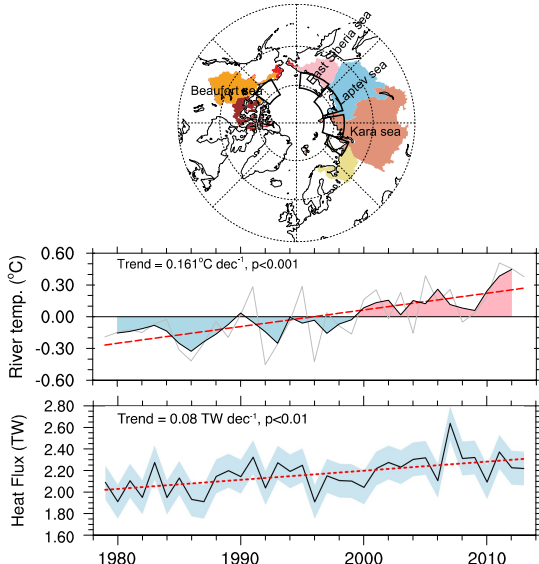 East Siberia sea
Laptev sea
Beaufort sea
Kara sea
0.60
Trend = 0.161°C dec⁻¹, p<0.001
0.30
0.00
-0.30
-0.60
River temp. (°C)
2.80
Trend = 0.08 TW dec⁻¹, p<0.01
2.60
2.40
2.20
2.00
1.80
1.60
Heat Flux (TW)
1980 1990 2000 2010